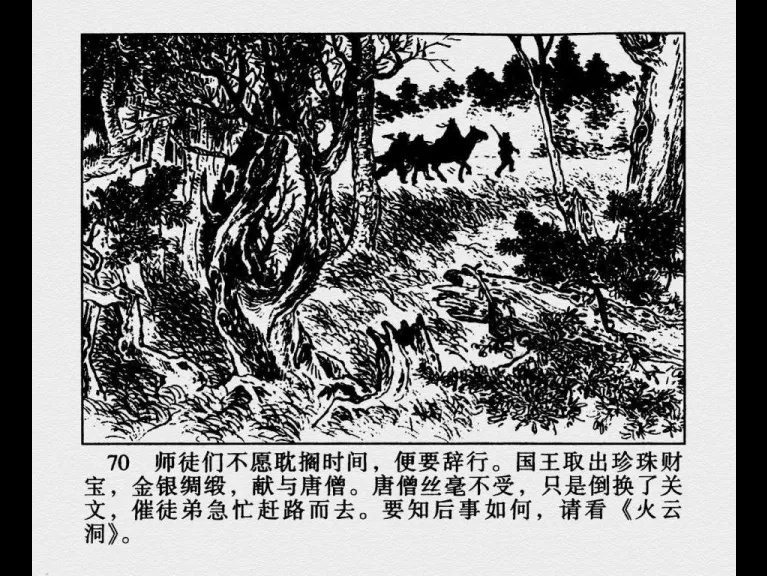 70 师徒们不愿耽搁时间，便要辞行。国王取出珍珠财
宝，金银绸缎，献与唐僧。唐僧丝毫不受，只是倒换了关
文，催徒弟急忙赶路而去。要知后事如何，请看《火云
洞》。